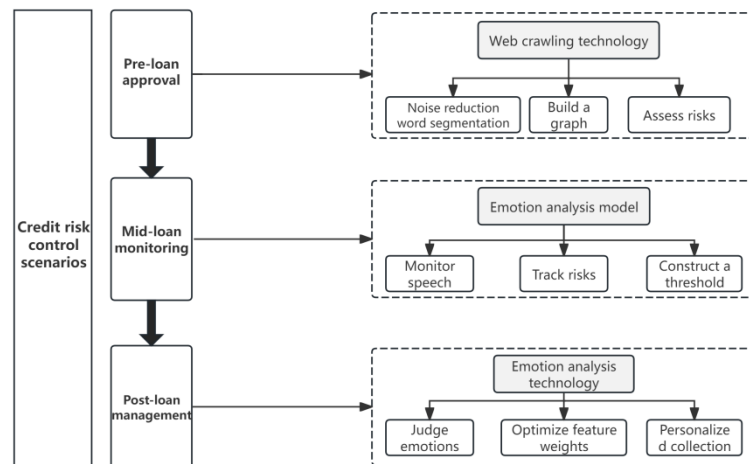 Credit risk
control
scenarios
Pre-loan
approval
Web crawling technology
Noise reduction
word segmentation
Build a
graph
Assess risks
Mid-loan
monitoring
Emotion analysis model
Monitor
speech
Track risks
Construct a
threshold
Post-loan
management
Emotion analysis
technology
Judge
emotions
Optimize feature
weights
Personalize
d collection